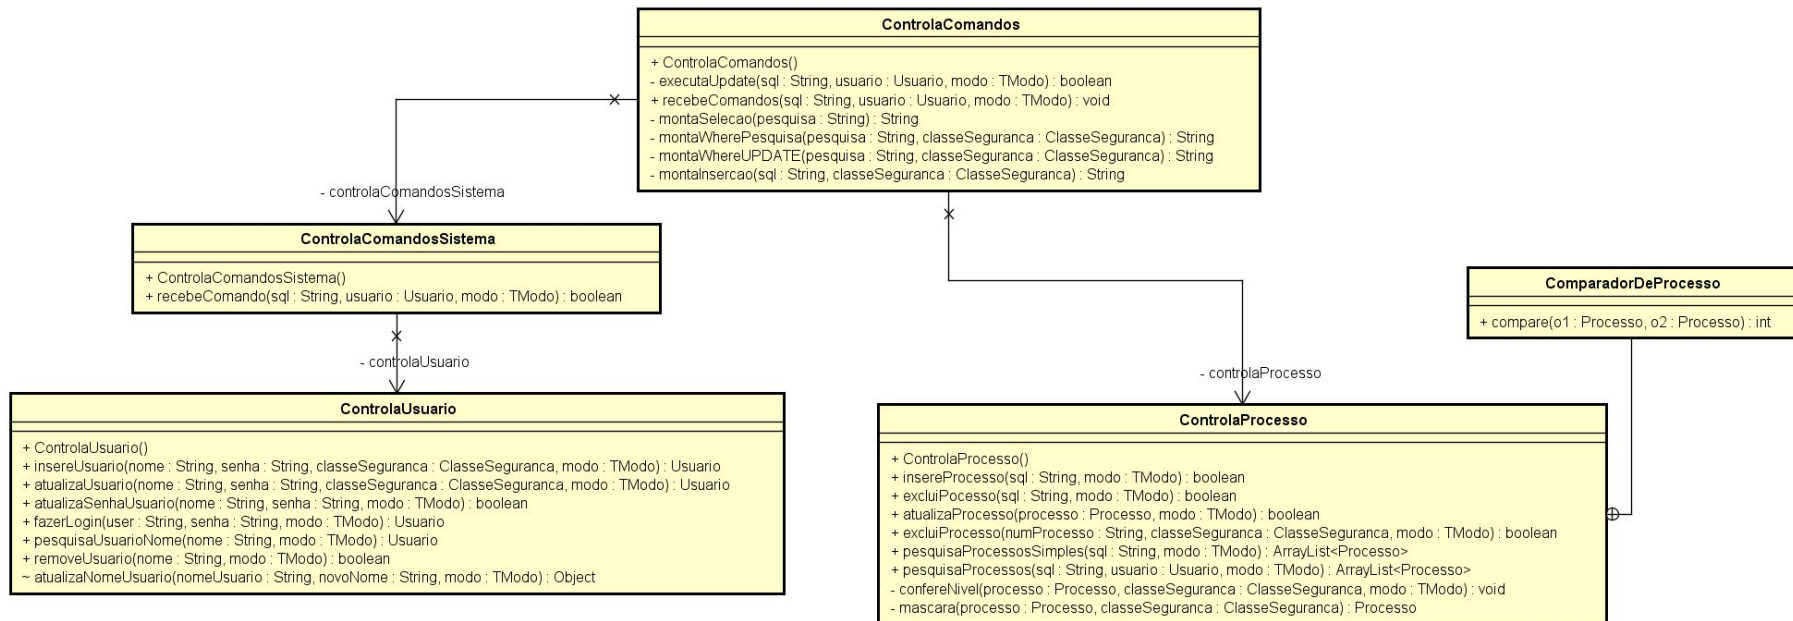 ControlaComandos
+ ControlaComandos()
- executaUpdate(sql : String, usuario : Usuario, modo : TModo) : boolean
+ recebeComandos(sql : String, usuario : Usuario, modo : TModo) : void
- montaSelecao(pesquisa : String) : String
- montaWherePesquisa(pesquisa : String, classeSeguranca : ClasseSeguranca) : String
- montaWhereUPDATE(pesquisa : String, classeSeguranca : ClasseSeguranca) : String
- montaInsercao(sql : String, classeSeguranca : ClasseSeguranca) : String
- controlaComandosSistema
ControlaComandosSistema
+ ControlaComandosSistema()
+ recebeComando(sql : String, usuario : Usuario, modo : TModo) : boolean
- controlaUsuario
ControlaUsuario
+ ControlaUsuario()
+ insereUsuario(nome : String, senha : String, classeSeguranca : ClasseSeguranca, modo : TModo) : Usuario
+ atualizaUsuario(nome : String, senha : String, classeSeguranca : ClasseSeguranca, modo : TModo) : Usuario
+ atualizaSenhaUsuario(nome : String, senha : String, modo : TModo) : boolean
+ fazerLogin(user : String, senha : String, modo : TModo) : Usuario
+ pesquisaUsuarioNome(nome : String, modo : TModo) : Usuario
+ removeUsuario(nome : String, modo : TModo) : boolean
~ atualizaNomeUsuario(nomeUsuario : String, novoNome : String, modo : TModo) : Object
ComparadorDeProcesso
+ compare(o1 : Processo, o2 : Processo) : int
- controlaProcesso
ControlaProcesso
+ ControlaProcesso()
+ insereProcesso(sql : String, modo : TModo) : boolean
+ excluiPocesso(sql : String, modo : TModo) : boolean
+ atualizaProcesso(processo : Processo, modo : TModo) : boolean
+ excluiProcesso(numProcesso : String, classeSeguranca : ClasseSeguranca, modo : TModo) : boolean
+ pesquisaProcessosSimples(sql : String, modo : TModo) : ArrayList<Processo>
+ pesquisaProcessos(sql : String, usuario : Usuario, modo : TModo) : ArrayList<Processo>
- confereNivel(processo : Processo, classeSeguranca : ClasseSeguranca, modo : TModo) : void
- mascara(processo : Processo, classeSeguranca : ClasseSeguranca) : Processo